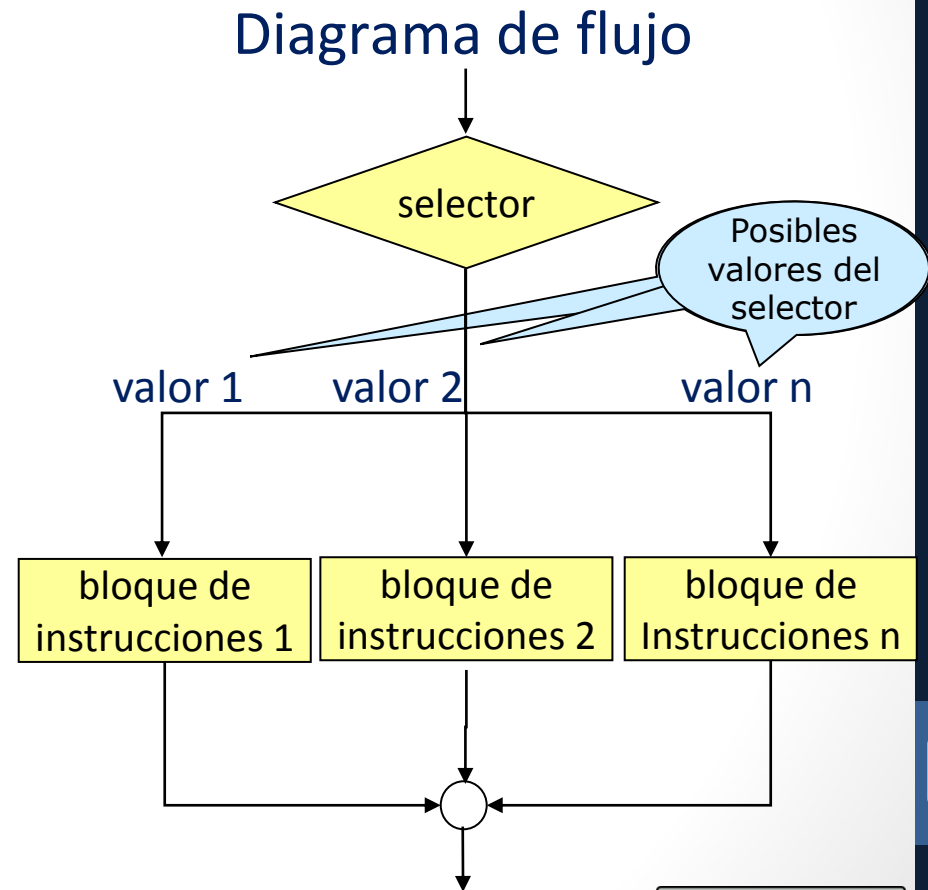 Diagrama de flujo
selector
Posibles
valores del
selector
valor 1
valor 2
valor n
bloque de
instrucciones 1
bloque de
instrucciones 2
bloque de
Instrucciones n